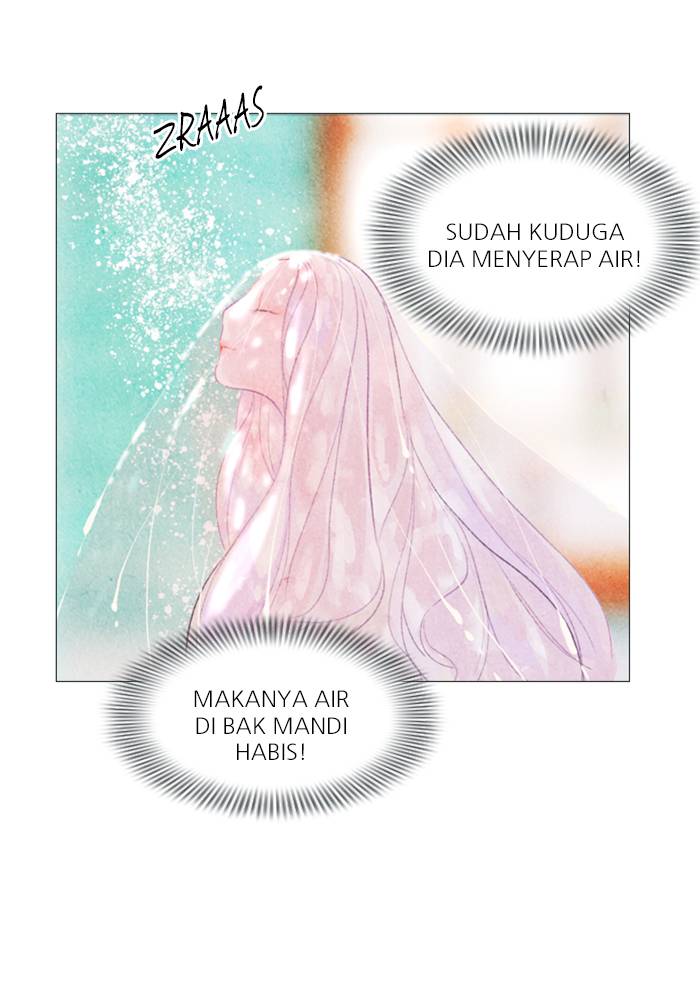 ZRAAAS
SUDAH KUDUGA
DIA MENYERAP AIR!
MAKANYA AIR
DI BAK MANDI
HABIS!